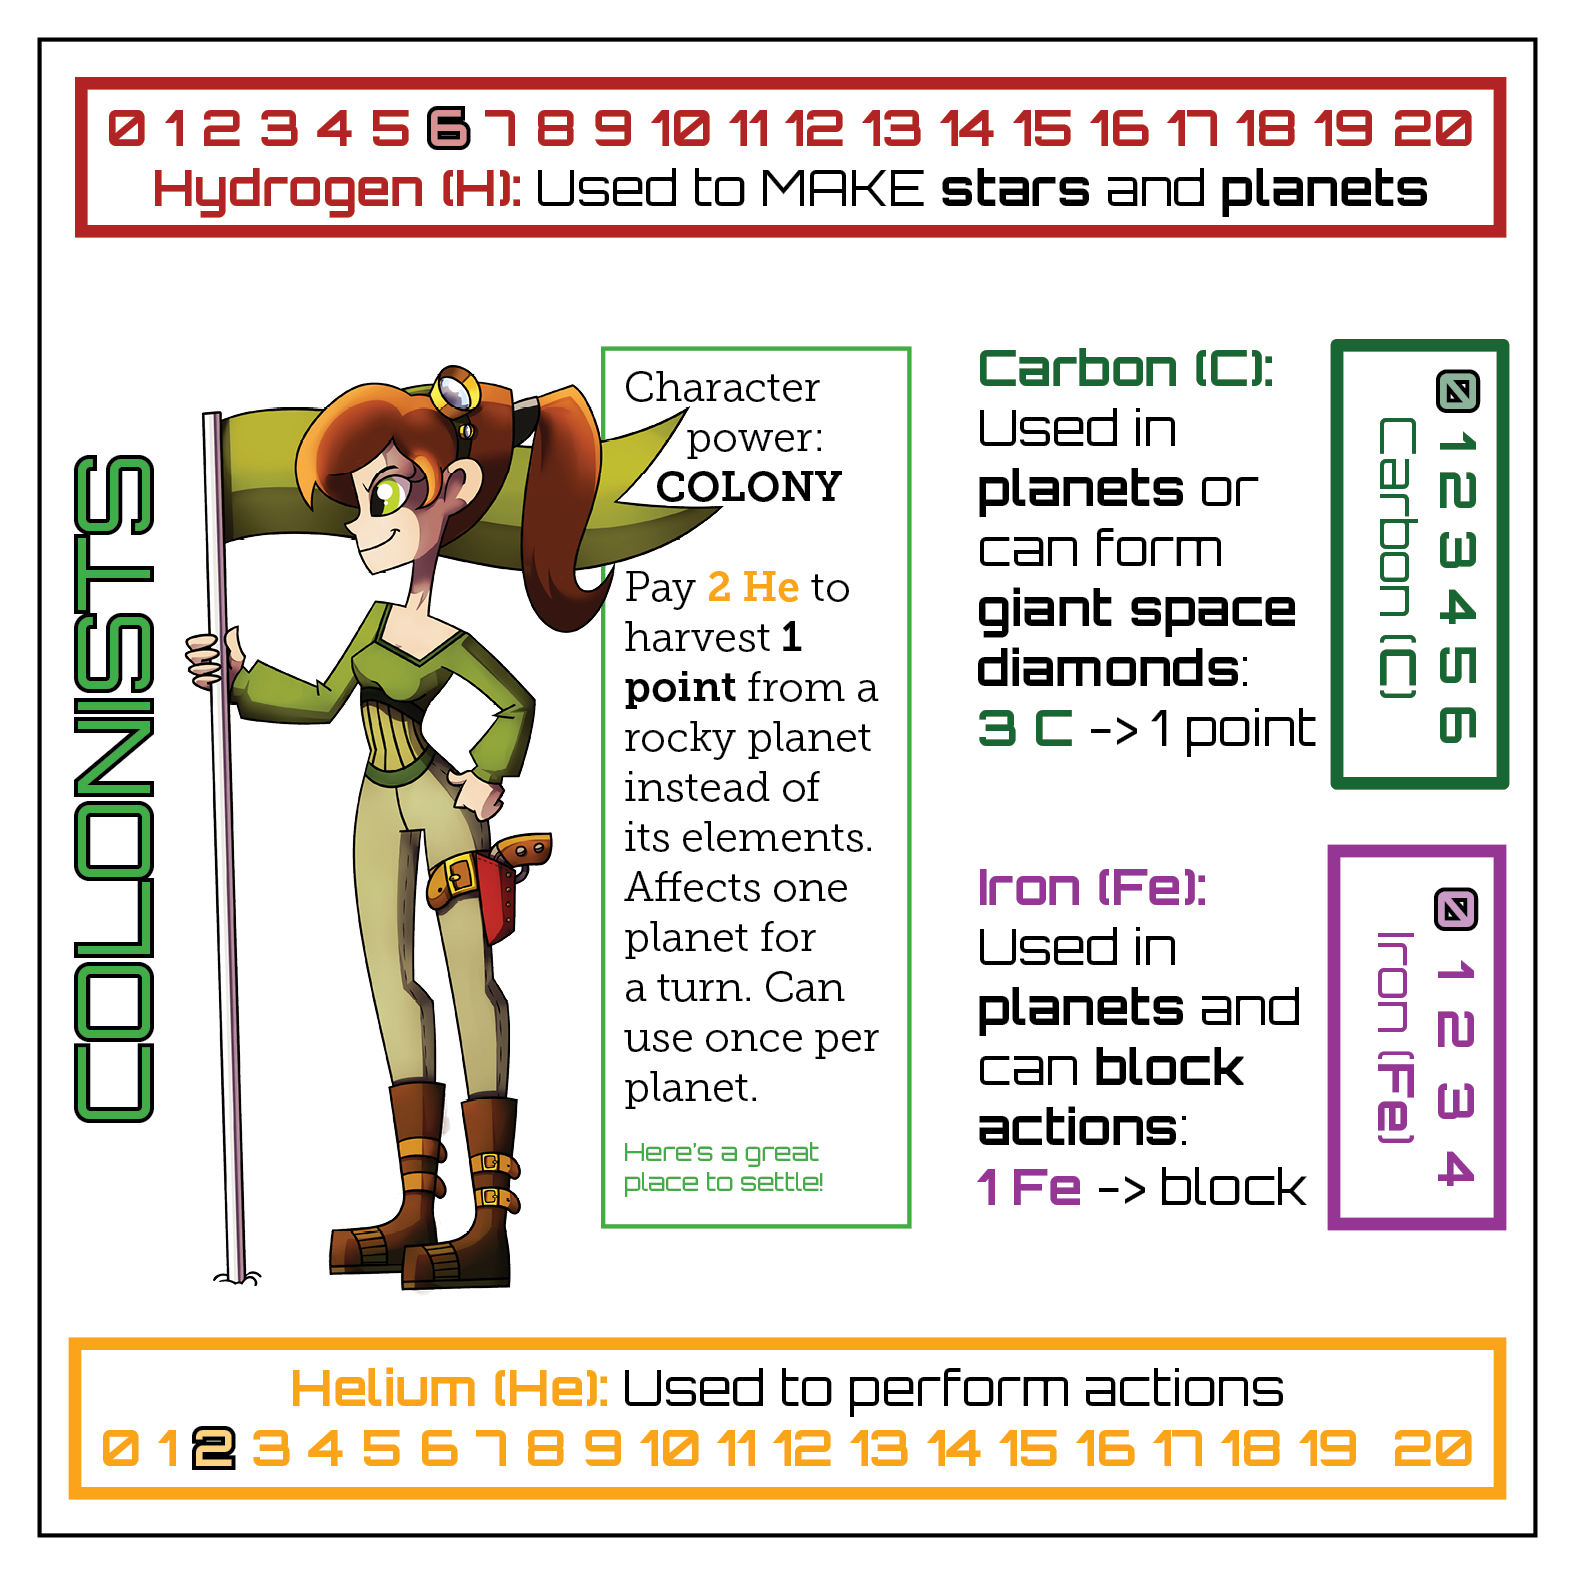 0 1 2 3 4 5 6 7 8 9 10 11 12 13 14 15 16 17 18 19 20
Hydrogen (H): Used to MAKE stars and planets
COLONISTS
Character
power:
COLONY
Pay 2 He to
harvest 1
point from a
rocky planet
instead of
its elements.
Affects one
planet for
a turn. Can
use once per
planet.
Here's a great
place to settle!
Carbon (C):
Used in
planets or
can form
giant space
diamonds:
3 C -> 1 point
0 1 2 3 4 5 6
Carbon (C)
Iron (Fe):
Used in
planets and
can block
actions:
1 Fe -> block
0 1 2 3 4
Iron (Fe)
Helium (He): Used to perform actions
0 1 2 3 4 5 6 7 8 9 10 11 12 13 14 15 16 17 18 19 20